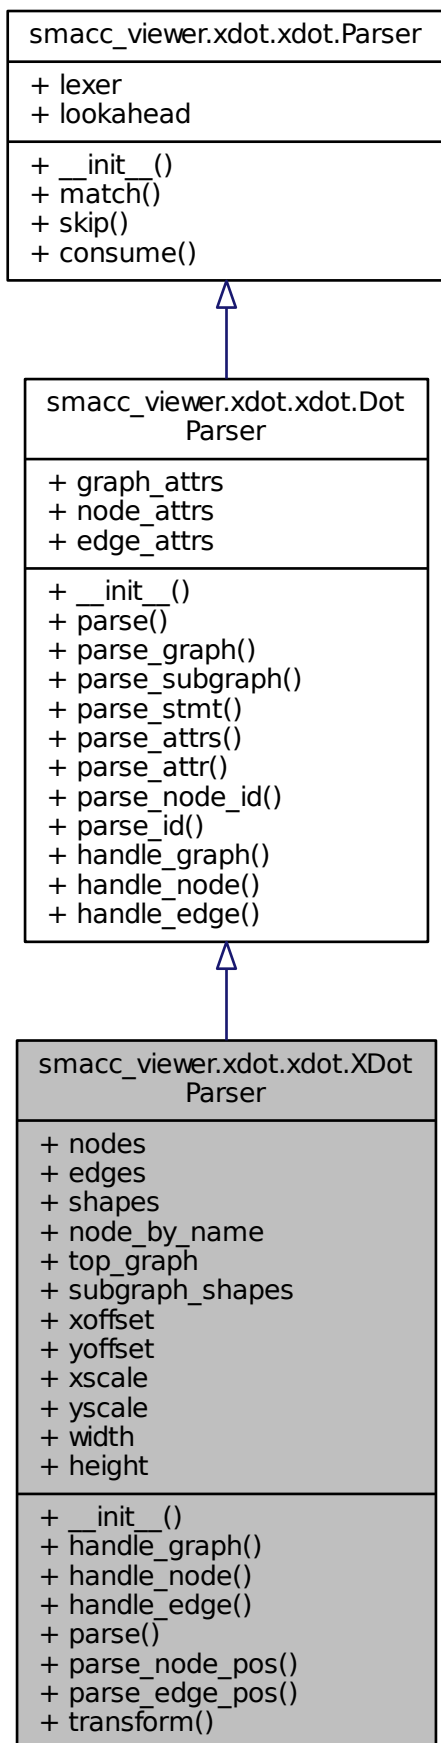 smacc_viewer.xdot.xdot.Parser
+ lexer
+ lookahead
+ __init__()
+ match()
+ skip()
+ consume()
smacc_viewer.xdot.xdot.Dot
Parser
+ graph_attrs
+ node_attrs
+ edge_attrs
+ __init__()
+ parse()
+ parse_graph()
+ parse_subgraph()
+ parse_stmt()
+ parse_attrs()
+ parse_attr()
+ parse_node_id()
+ parse_id()
+ handle_graph()
+ handle_node()
+ handle_edge()
smacc_viewer.xdot.xdot.XDot
Parser
+ nodes
+ edges
+ shapes
+ node_by_name
+ top_graph
+ subgraph_shapes
+ xoffset
+ yoffset
+ xscale
+ yscale
+ width
+ height
+ __init__()
+ handle_graph()
+ handle_node()
+ handle_edge()
+ parse()
+ parse_node_pos()
+ parse_edge_pos()
+ transform()